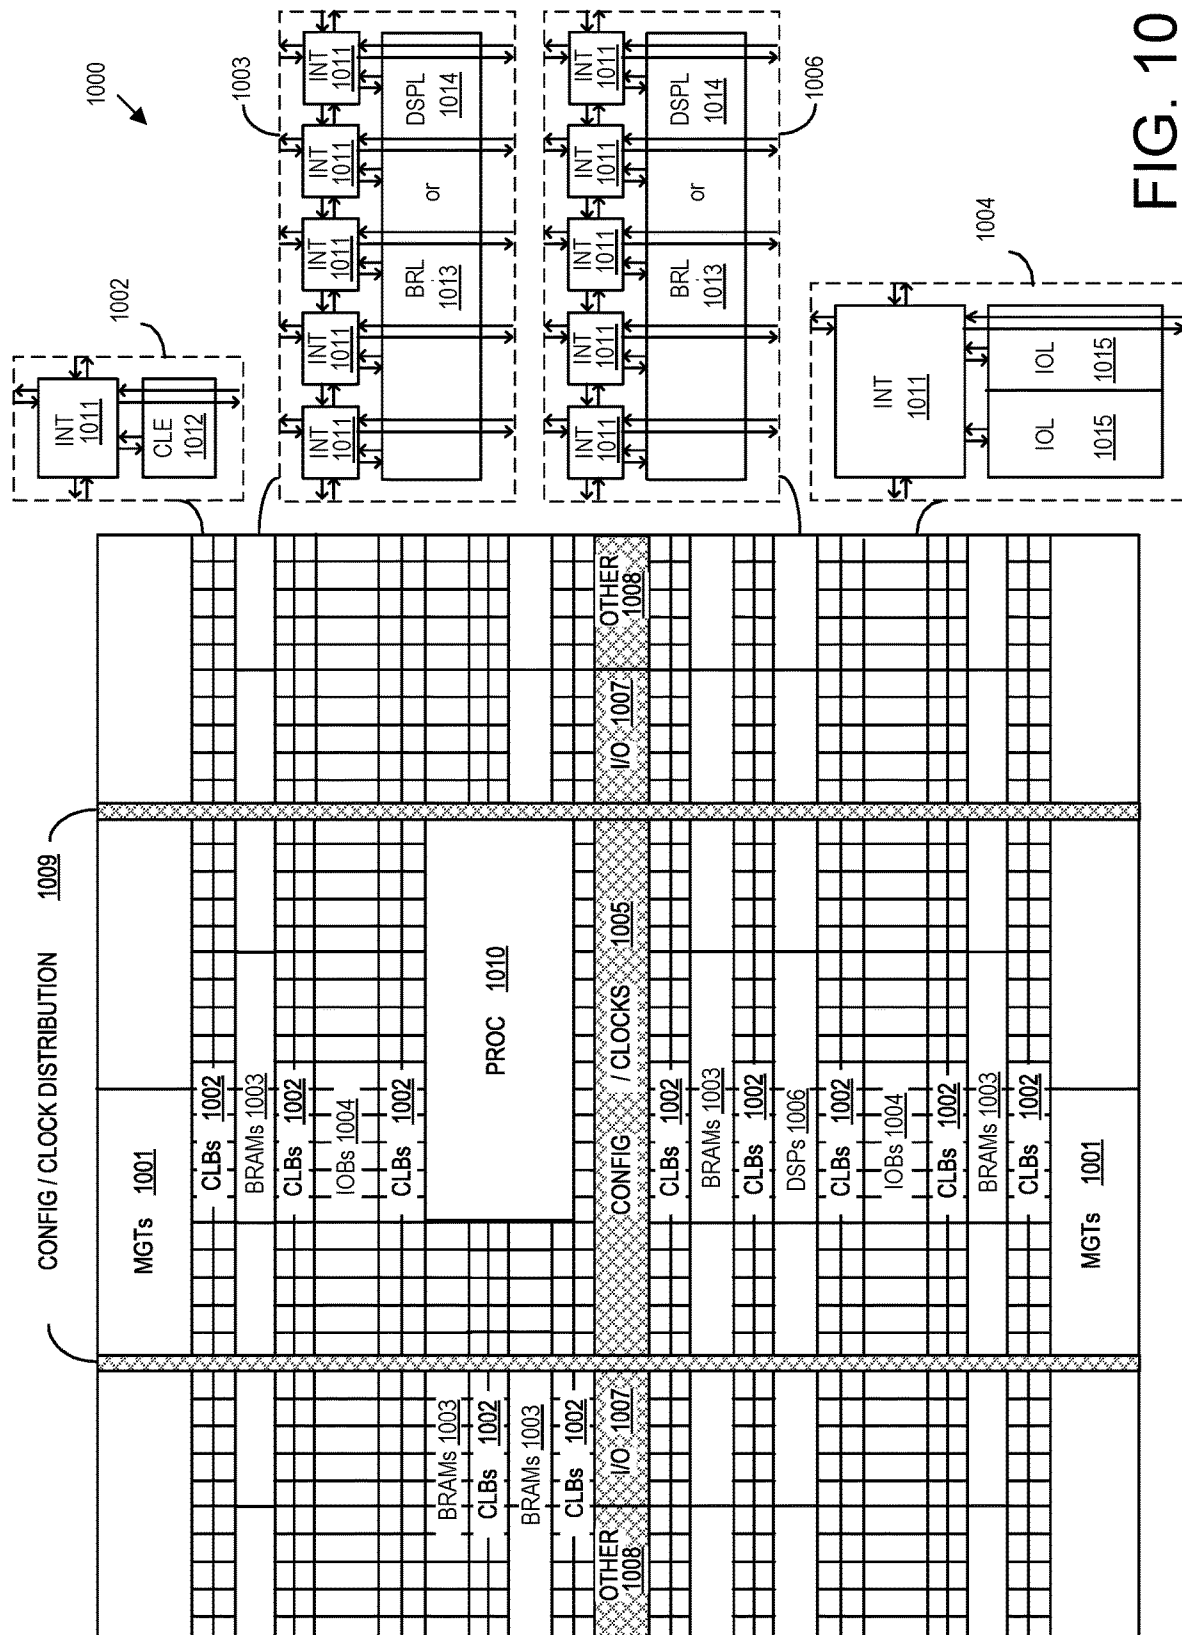 1000
CONFIG / CLOCK DISTRIBUTION 1009
MGTs 1001
CLBs 1002
BRAMs 1003
CLBs 1002
IOBs 1004
CLBs 1002
BRAMs 1003
CLBs 1002
BRAMs 1003
CLBs 1002
PROC 1010
OTHER
1008
I/O 1007
CONFIG / CLOCKS 1005
I/O 1007
OTHER
1008
CLBs 1002
BRAMs 1003
CLBs 1002
DSPs 1006
CLBs 1002
IOBs 1004
CLBs 1002
BRAMs 1003
CLBs 1002
MGTs 1001
1002
INT
1011
CLE
1012
1003
INT
1011
INT
1011
INT
1011
INT
1011
INT
1011
BRL
1013
or
DSPL
1014
INT
1011
INT
1011
INT
1011
INT
1011
INT
1011
BRL
1013
or
DSPL
1014
1006
1004
INT
1011
IOL
1015
IOL
1015
FIG. 10